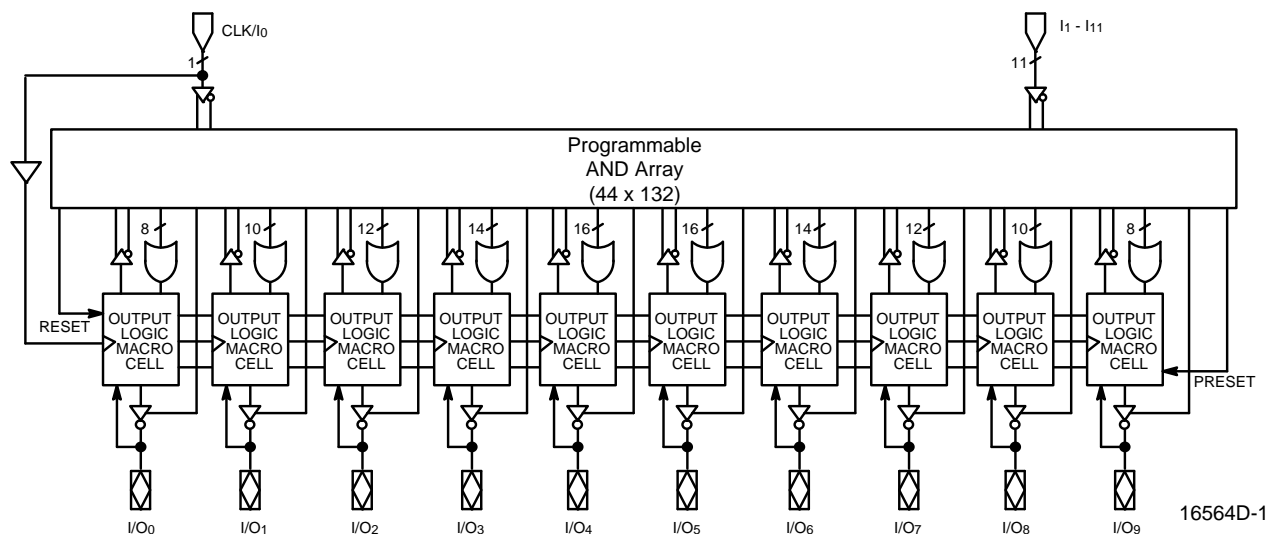 CLK/I0
I1 - I11
1
11
Programmable
AND Array
(44 x 132)
8
10
12
14
16
16
14
12
10
8
OUTPUT
LOGIC
MACRO
CELL
OUTPUT
LOGIC
MACRO
CELL
OUTPUT
LOGIC
MACRO
CELL
OUTPUT
LOGIC
MACRO
CELL
OUTPUT
LOGIC
MACRO
CELL
OUTPUT
LOGIC
MACRO
CELL
OUTPUT
LOGIC
MACRO
CELL
OUTPUT
LOGIC
MACRO
CELL
OUTPUT
LOGIC
MACRO
CELL
OUTPUT
LOGIC
MACRO
CELL
RESET
PRESET
I/O0
I/O1
I/O2
I/O3
I/O4
I/O5
I/O6
I/O7
I/O8
I/O9
16564D-1